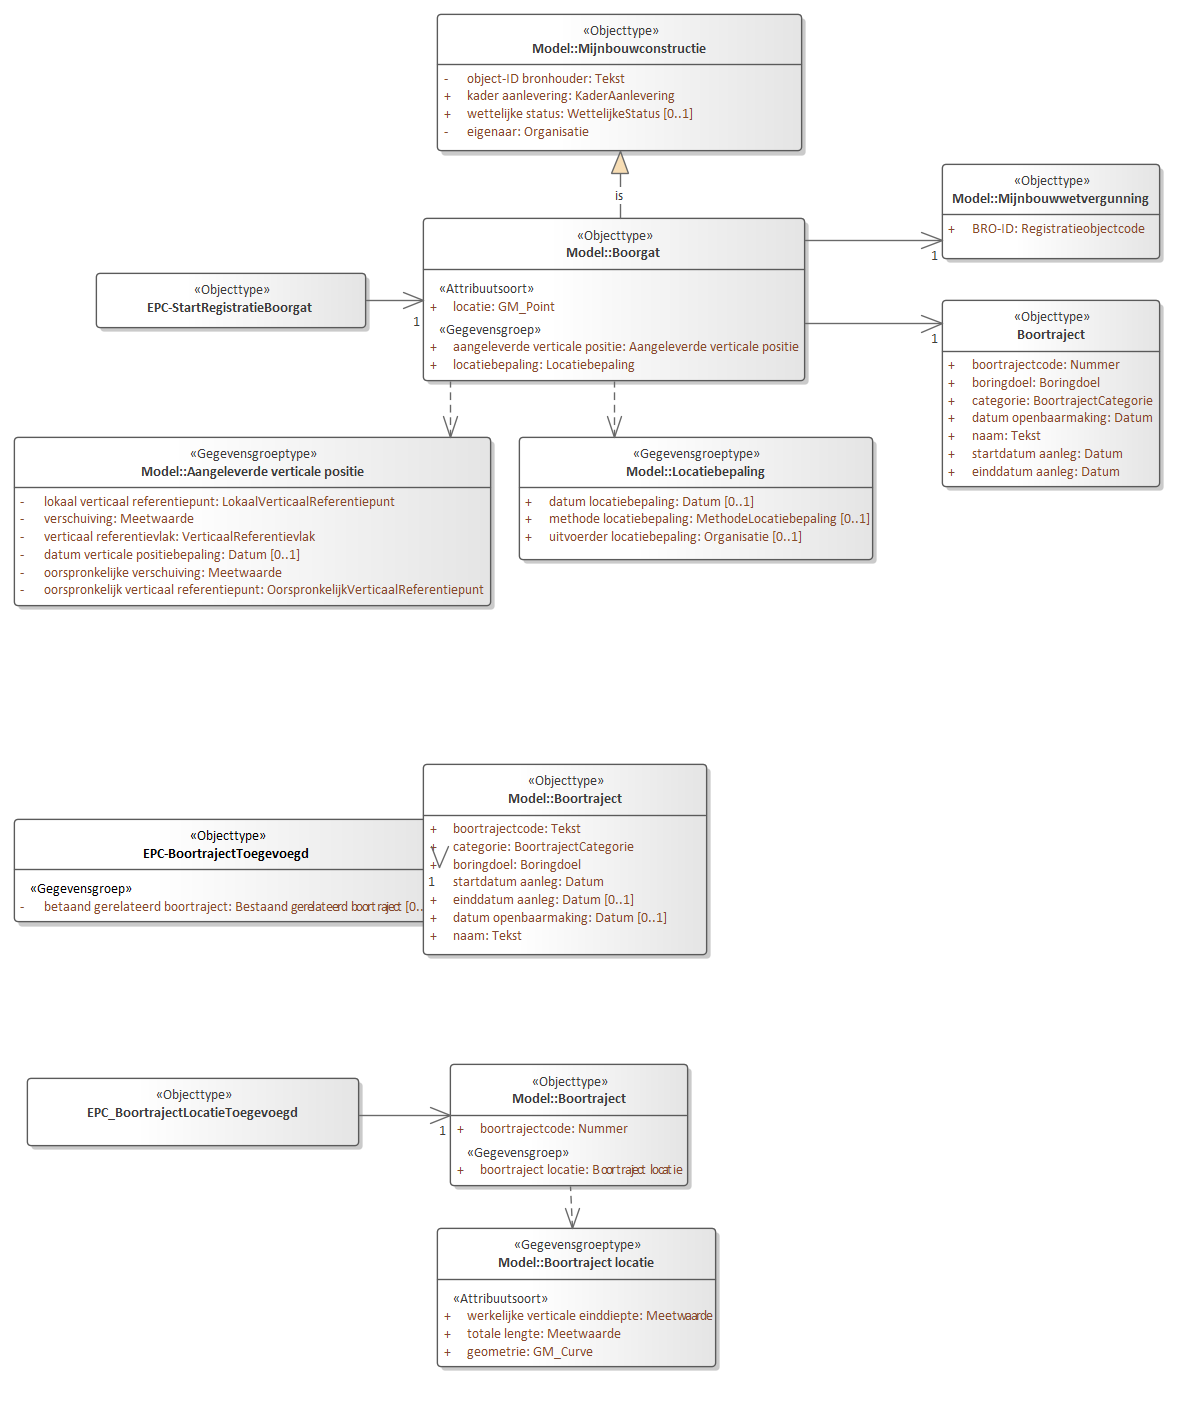 «Objecttype»
Model::Mijnbouwconstructie
- object-ID bronhouder: Tekst
+ kader aanlevering: KaderAanlevering
+ wettelijke status: WettelijkeStatus [0..1]
- eigenaar: Organisatie
is
«Objecttype»
Model::Mijnbouwwetvergunning
+ BRO-ID: Registratieobjectcode
1
«Objecttype»
Model::Boorgat
«Attribuutsoort»
+ locatie: GM_Point
«Gegevensgroep»
+ aangeleverde verticale positie: Aangeleverde verticale positie
+ locatiebepaling: Locatiebepaling
«Objecttype»
EPC-StartRegistratieBoorgat
1
«Objecttype»
Boortraject
+ boortrajectcode: Nummer
+ boringdoel: Boringdoel
+ categorie: BoortrajectCategorie
+ datum openbaarmaking: Datum
+ naam: Tekst
+ startdatum aanleg: Datum
+ einddatum aanleg: Datum
1
«Gegevensgroeptype»
Model::Aangeleverde verticale positie
- lokaal verticaal referentiepunt: LokaalVerticaalReferentiepunt
- verschuiving: Meetwaarde
- verticaal referentievlak: VerticaalReferentievlak
- datum verticale positiebepaling: Datum [0..1]
- oorspronkelijke verschuiving: Meetwaarde
- oorspronkelijk verticaal referentiepunt: OorspronkelijkVerticaalReferentiepunt
«Gegevensgroeptype»
Model::Locatiebepaling
+ datum locatiebepaling: Datum [0..1]
+ methode locatiebepaling: MethodeLocatiebepaling [0..1]
+ uitvoerder locatiebepaling: Organisatie [0..1]
«Objecttype»
EPC-BoortrajectToegevoegd
«Gegevensgroep»
- betaand gerelateerd boortraject: Bestaand gerelateerd boortraject [0..
«Objecttype»
Model::Boortraject
+ boortrajectcode: Tekst
+ categorie: BoortrajectCategorie
+ boringdoel: Boringdoel
1 startdatum aanleg: Datum
+ einddatum aanleg: Datum [0..1]
+ datum openbaarmaking: Datum [0..1]
+ naam: Tekst
«Objecttype»
EPC_BoortrajectLocatieToegevoegd
1
«Objecttype»
Model::Boortraject
+ boortrajectcode: Nummer
«Gegevensgroep»
+ boortraject locatie: Boortraject locatie
«Gegevensgroeptype»
Model::Boortraject locatie
«Attribuutsoort»
+ werkelijke verticale einddiepte: Meetwaarde
+ totale lengte: Meetwaarde
+ geometrie: GM_Curve